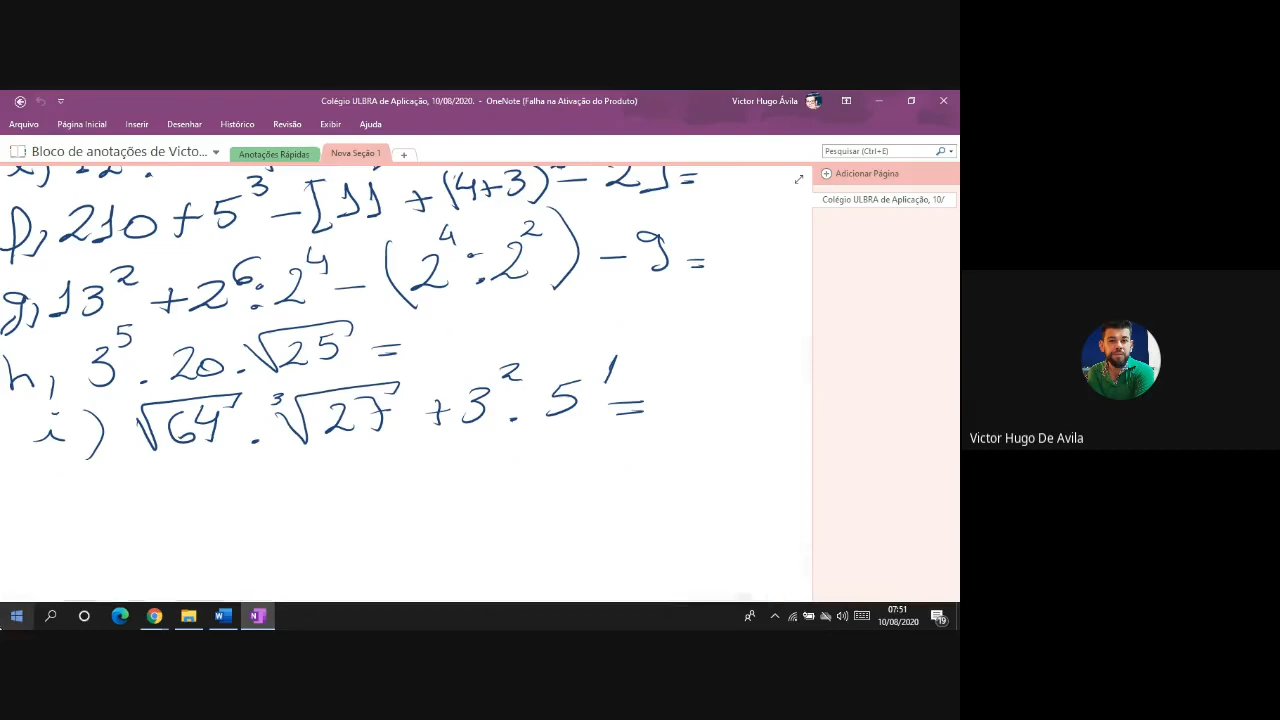 Colégio ULBRA de Aplicação, 10/08/2020. - OneNote (Falha na Ativação do Produto)
Victor Hugo Ávila
Arquivo Página Inicial Inserir Desenhar Histórico Revisão Exibir Ajuda
Bloco de anotações de Victo...
Anotações Rápidas
Nova Seção 1
Pesquisar (Ctrl+E)
Adicionar Página
Colégio ULBRA de Aplicação, 10/
f) 210 + 5³ - [11 + (4+3)² - 21] =
g) 13² + 2⁶ : 2⁴ - (2⁴ : 2²) - 9 =
h) 3⁵ . 20 . √25 =
i) √64 . ³√27 + 3² . 5¹ =
Victor Hugo De Avila
07:51
10/08/2020
19